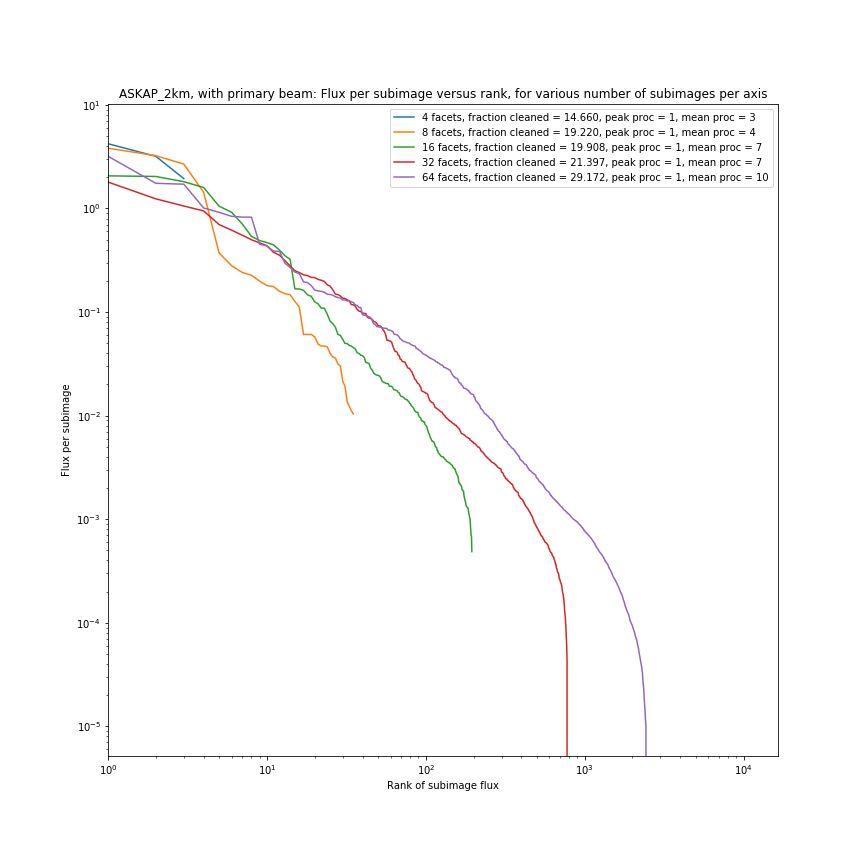 ASKAP_2km, with primary beam: Flux per subimage versus rank, for various number of subimages per axis
4 facets, fraction cleaned = 14.660, peak proc = 1, mean proc = 3
8 facets, fraction cleaned = 19.220, peak proc = 1, mean proc = 4
16 facets, fraction cleaned = 19.908, peak proc = 1, mean proc = 7
32 facets, fraction cleaned = 21.397, peak proc = 1, mean proc = 7
64 facets, fraction cleaned = 29.172, peak proc = 1, mean proc = 10
Flux per subimage
10¹
10⁰
10⁻¹
10⁻²
10⁻³
10⁻⁴
10⁻⁵
10⁰ 10¹ 10² 10³ 10⁴
Rank of subimage flux